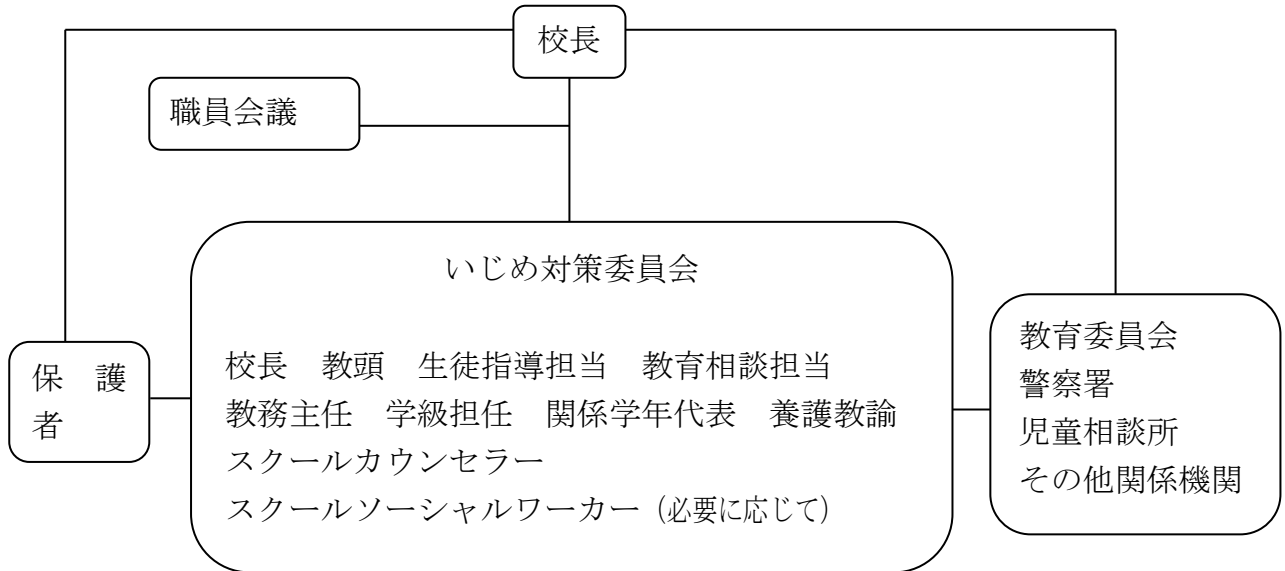 校長
職員会議
いじめ対策委員会
校長　教頭　生徒指導担当　教育相談担当
教務主任　学級担任　関係学年代表　養護教諭
スクールカウンセラー
スクールソーシャルワーカー（必要に応じて）
保　護
者
教育委員会
警察署
児童相談所
その他関係機関